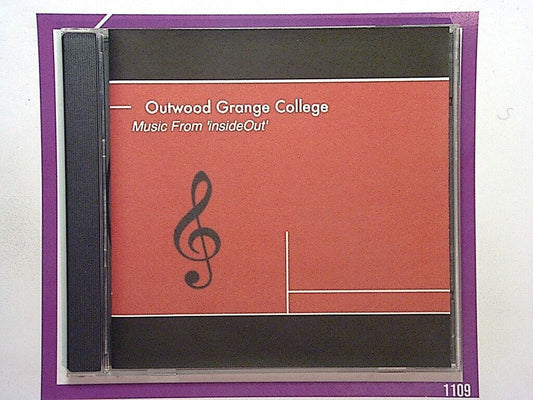 Outwood Grange College
Music From 'insideOut'
1109